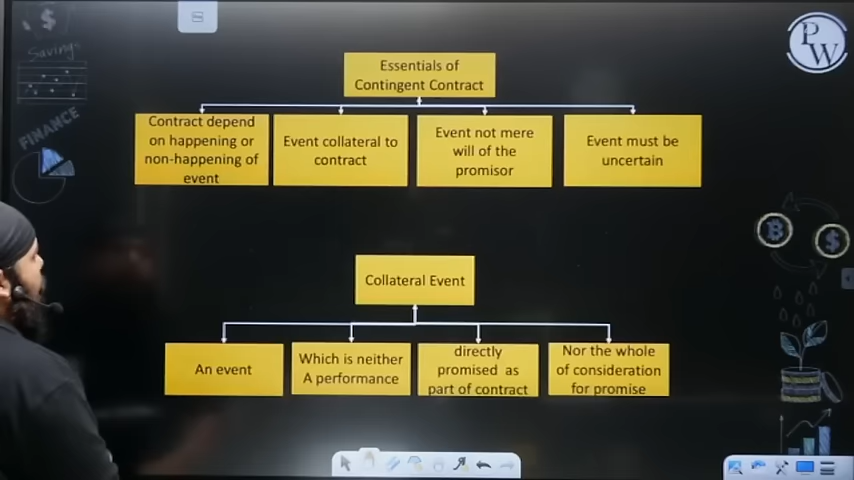 Savings
FINANCE
P
W
Essentials of
Contingent Contract
Contract depend
on happening or
non-happening of
event
Event collateral to
contract
Event not mere
will of the
promisor
Event must be
uncertain
Collateral Event
An event
Which is neither
A performance
directly
promised as
part of contract
Nor the whole
of consideration
for promise